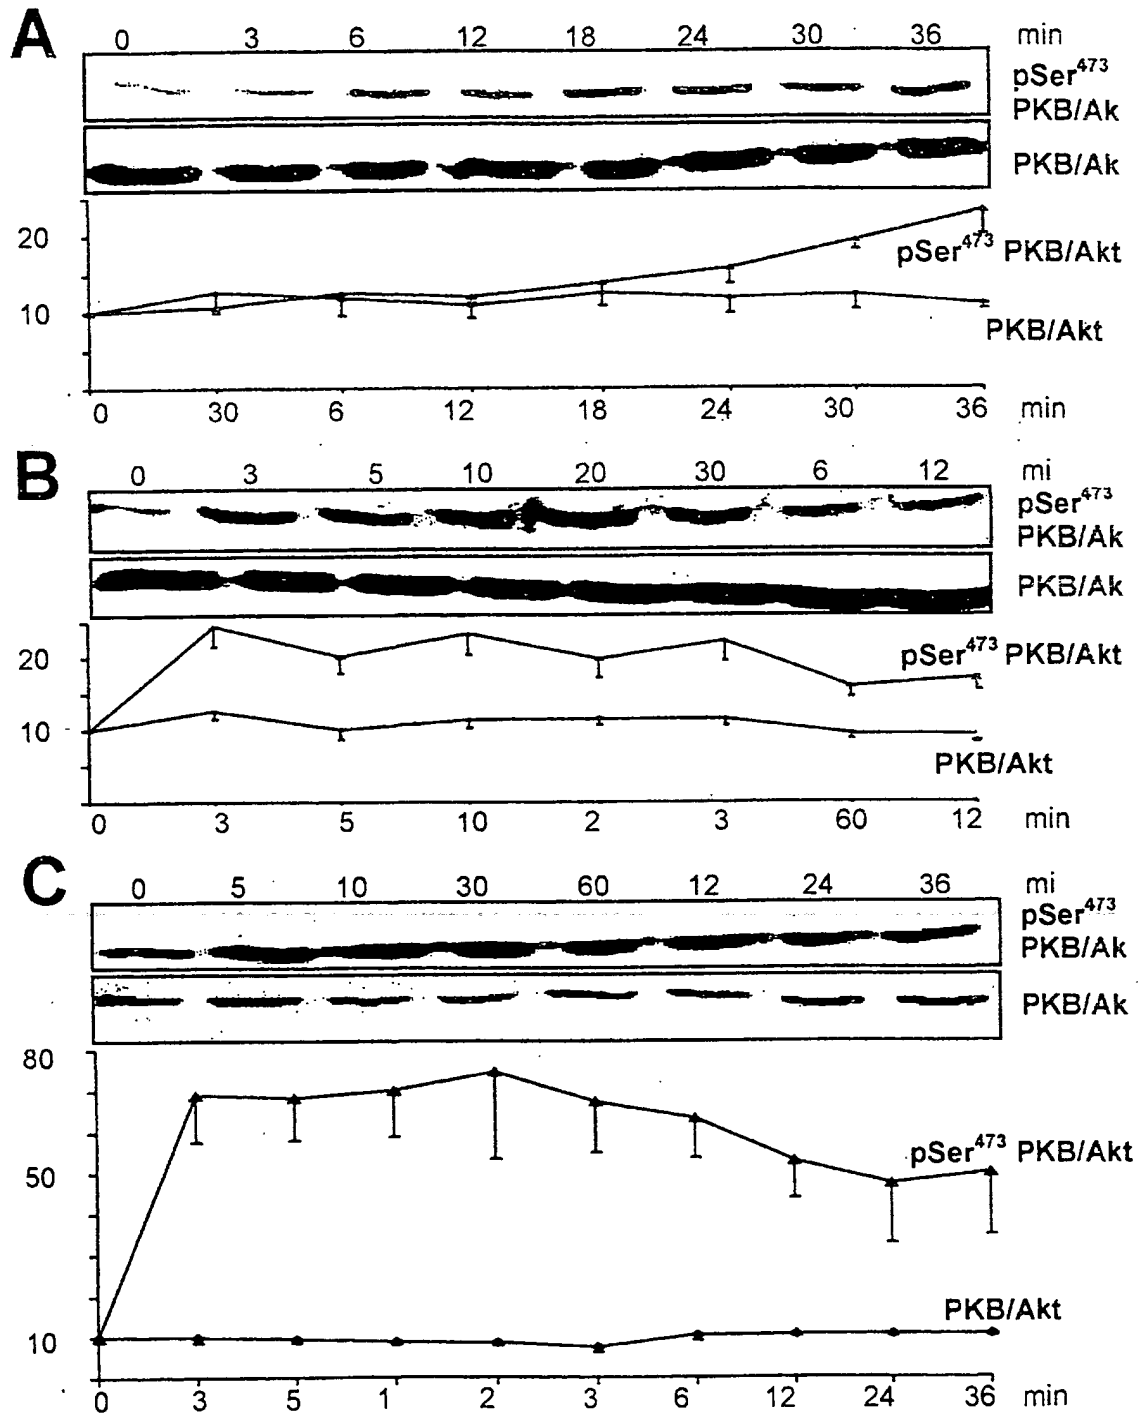 A
0 3 6 12 18 24 30 36 min
pSer473
PKB/Ak
PKB/Ak
20
pSer473 PKB/Akt
10
PKB/Akt
0 30 6 12 18 24 30 36 min
B
0 3 5 10 20 30 6 12 mi
pSer473
PKB/Ak
PKB/Ak
20
pSer473 PKB/Akt
10
PKB/Akt
0 3 5 10 2 3 60 12 min
C
0 5 10 30 60 12 24 36 mi
pSer473
PKB/Ak
PKB/Ak
80
pSer473 PKB/Akt
50
PKB/Akt
10
0 3 5 1 2 3 6 12 24 36 min